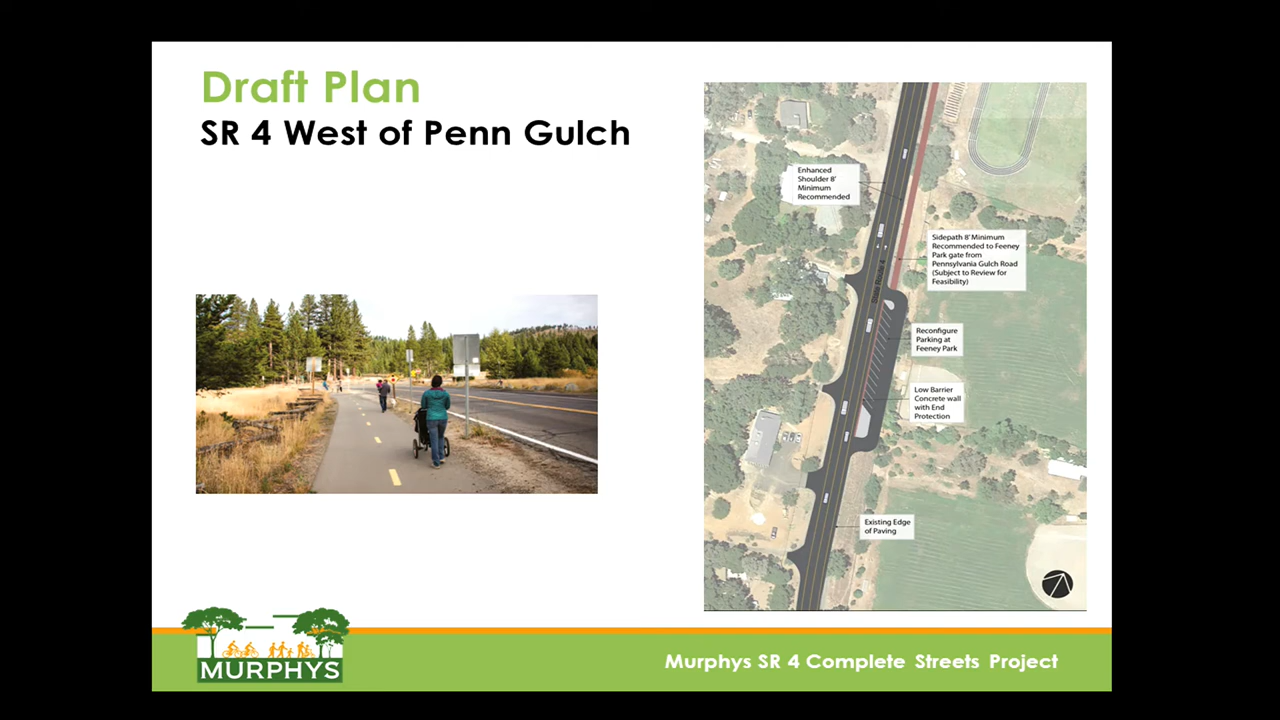 Draft Plan
SR 4 West of Penn Gulch
Enhanced
Shoulder 8'
Minimum
Recommended
Sidepath 8' Minimum
Recommended to Feeney
Park gate from
Pennsylvania Gulch Road
(Subject to Review for
Feasibility)
Reconfigure
Parking at
Feeney Park
Low Barrier
Concrete wall
with End
Protection
Existing Edge
of Paving
MURPHYS
Murphys SR 4 Complete Streets Project